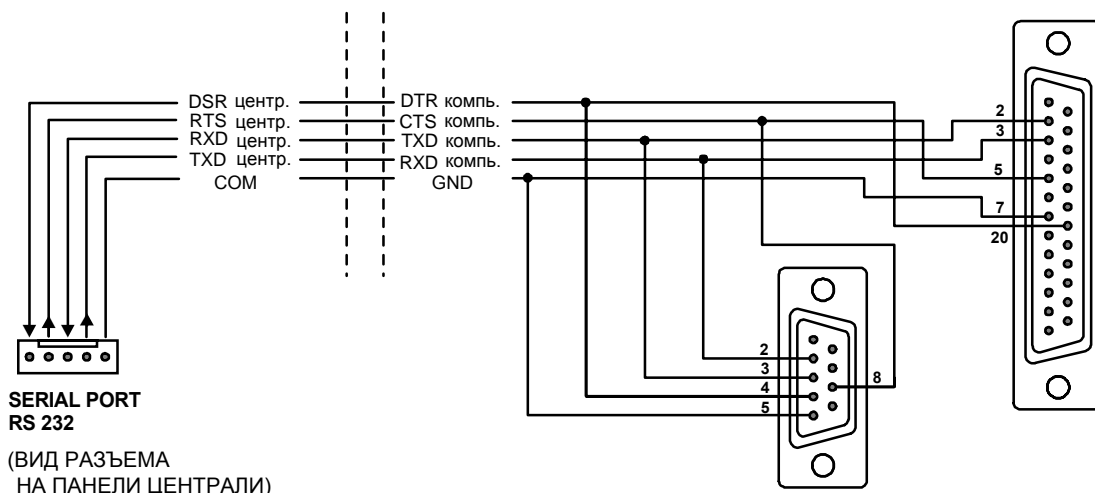 DSR центр. DTR компь.
RTS центр. CTS компь.
RXD центр. TXD компь.
TXD центр. RXD компь.
COM GND
2
3
5
7
20
2
3
4
5
8
SERIAL PORT
RS 232
(ВИД РАЗЪЕМА
НА ПАНЕЛИ ЦЕНТРАЛИ)